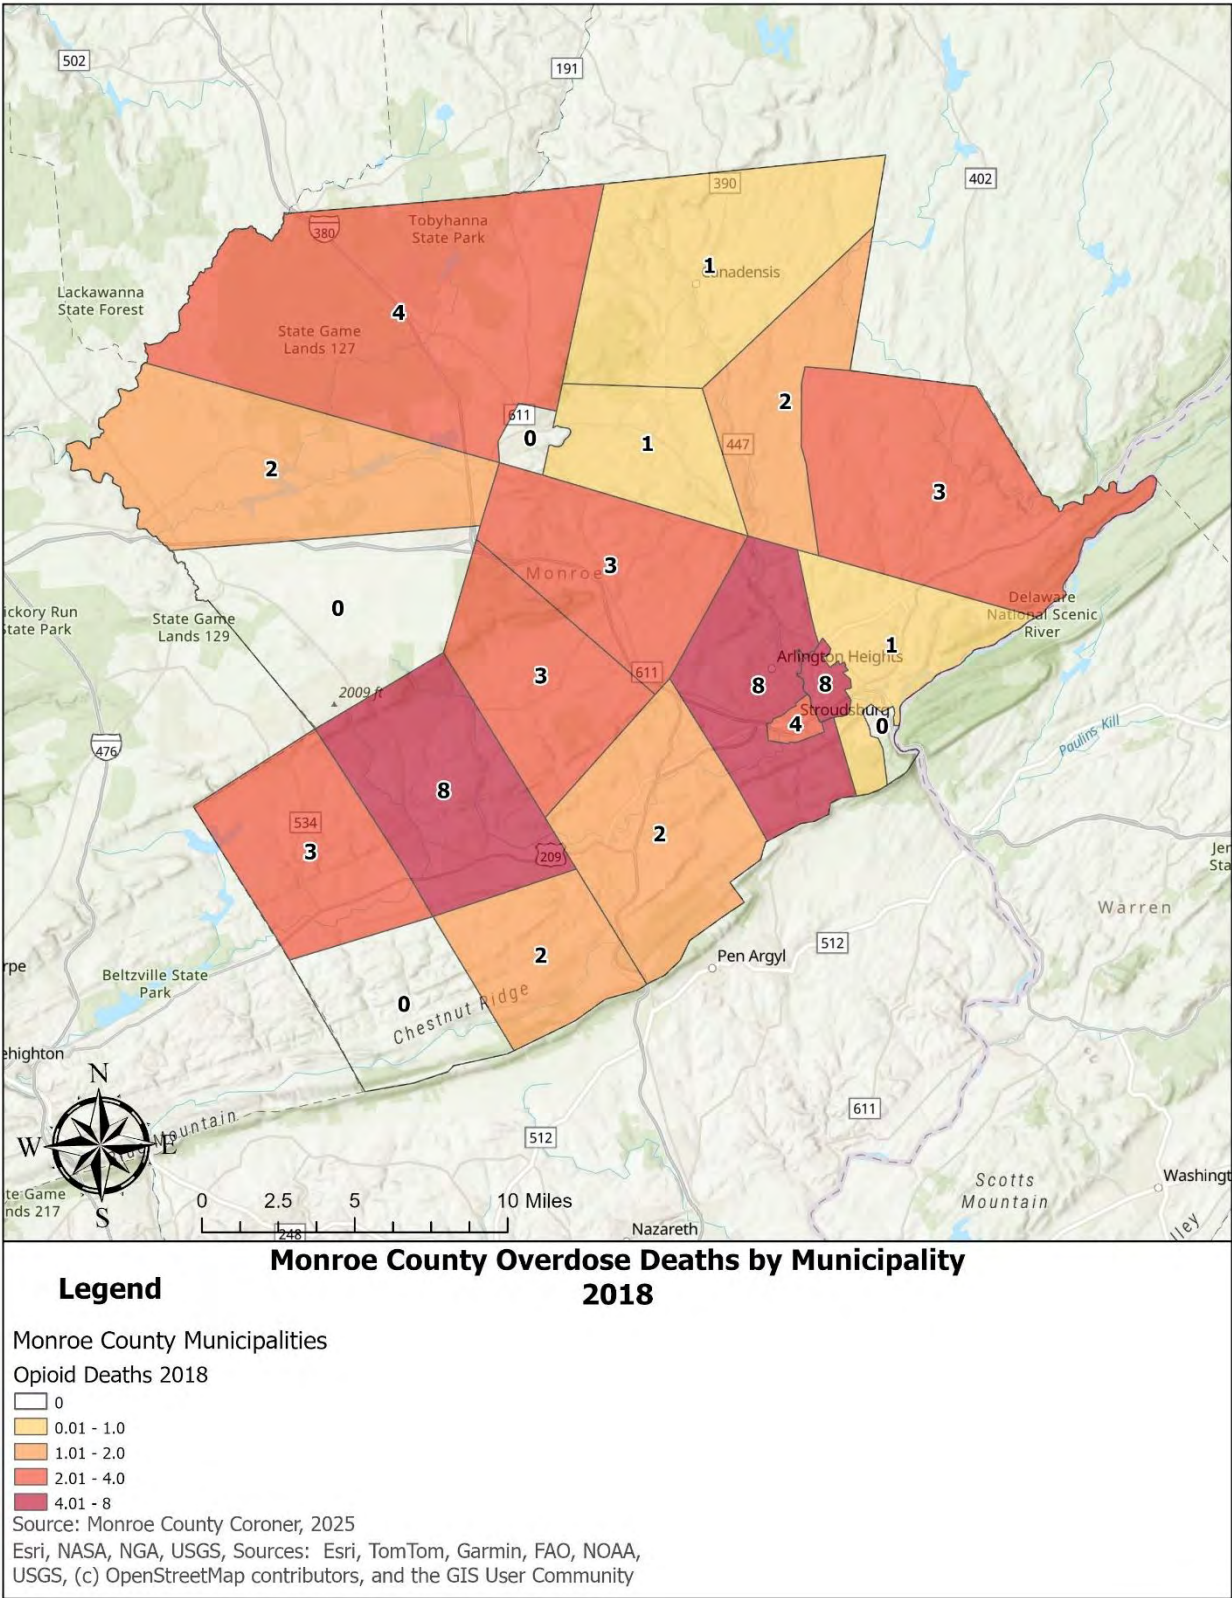 502
191
390
402
380
Tobyhanna
State Park
1
Canadensis
Lackawanna
State Forest
4
State Game
Lands 127
2
611
0
1
447
2
3
3
Monroe
ickory Run
State Park
State Game
Lands 129
0
Delaware
National Scenic
River
1
Arlington Heights
3
611
8
8
2009 ft
Stroudsburg
4
0
476
Paulins Kill
8
534
3
2
209
Jer
Sta
Warren
512
Pen Argyl
2
rpe
Beltzville State
Park
0
Chestnut Ridge
ehighton
N
W
E
S
Mountain
611
512
te Game
nds 217
Scotts
Mountain
Washingt
lley
0 2.5 5 10 Miles
248
Nazareth
Monroe County Overdose Deaths by Municipality
2018
Legend
Monroe County Municipalities
Opioid Deaths 2018
0
0.01 - 1.0
1.01 - 2.0
2.01 - 4.0
4.01 - 8
Source: Monroe County Coroner, 2025
Esri, NASA, NGA, USGS, Sources: Esri, TomTom, Garmin, FAO, NOAA,
USGS, (c) OpenStreetMap contributors, and the GIS User Community